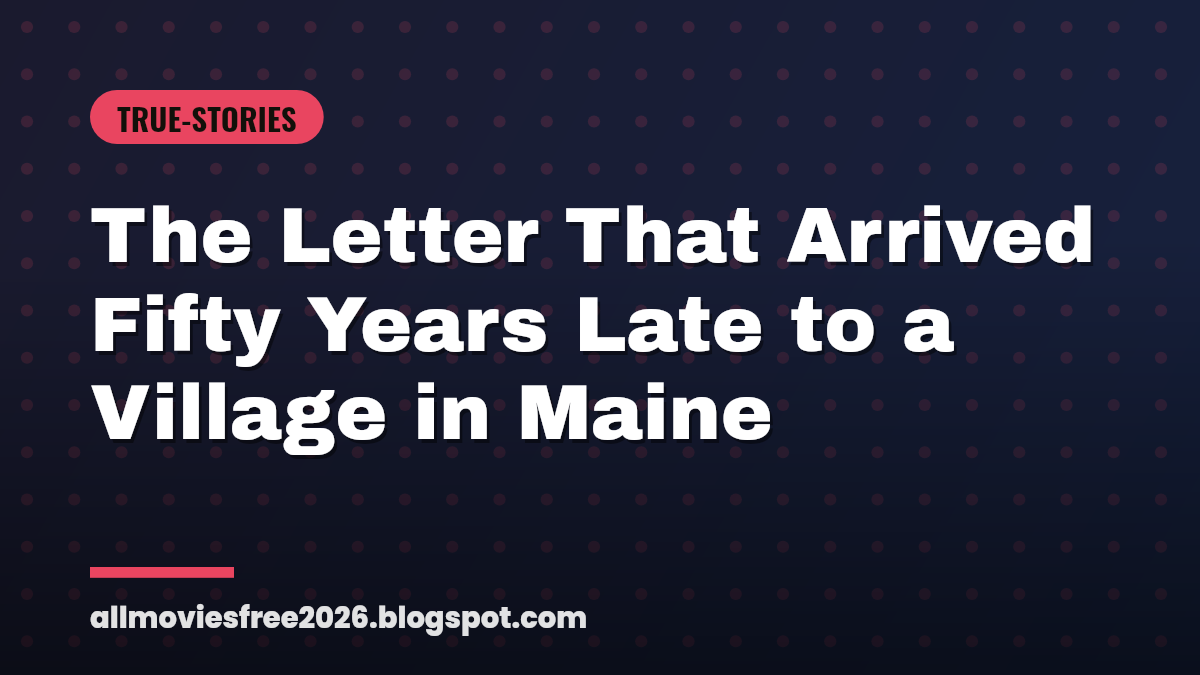 TRUE-STORIES
The Letter That Arrived
Fifty Years Late to a
Village in Maine
allmoviesfree2026.blogspot.com